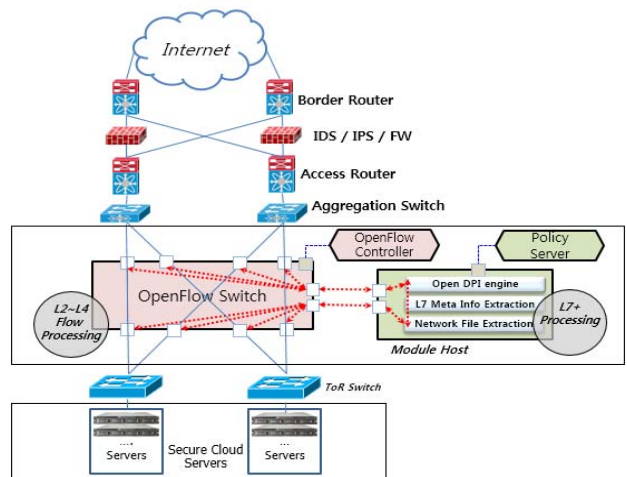 Internet
Border Router
IDS / IPS / FW
Access Router
Aggregation Switch
OpenFlow
Controller
Policy
Server
OpenFlow Switch
Open DPI engine
L7 Meta Info Extraction
Network File Extraction
L2~L4
Flow
Processing
L7+
Processing
Module Host
ToR Switch
....
Servers
Secure Cloud
Servers
...
Servers